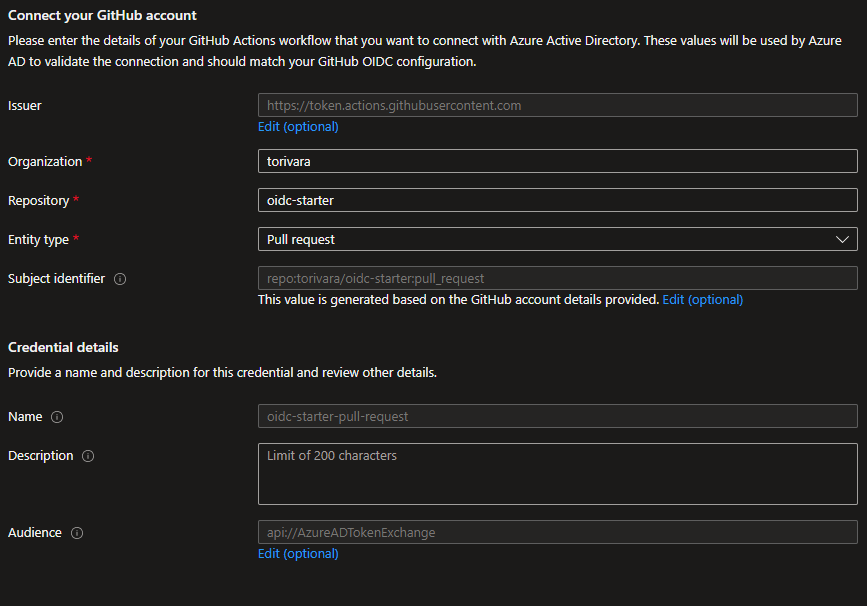 Connect your GitHub account
Please enter the details of your GitHub Actions workflow that you want to connect with Azure Active Directory. These values will be used by Azure
AD to validate the connection and should match your GitHub OIDC configuration.
Issuer
https://token.actions.githubusercontent.com
Edit (optional)
Organization *
torivara
Repository *
oidc-starter
Entity type *
Pull request
Subject identifier
repo:torivara/oidc-starter:pull_request
This value is generated based on the GitHub account details provided. Edit (optional)
Credential details
Provide a name and description for this credential and review other details.
Name
oidc-starter-pull-request
Description
Limit of 200 characters
Audience
api://AzureADTokenExchange
Edit (optional)